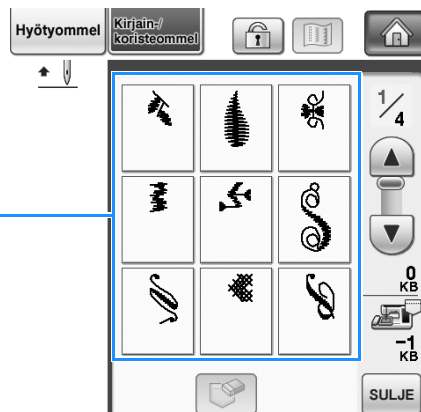 Hyötyommel
Kirjain-/
koristeommel
1/4
0
KB
-1
KB
SULJE